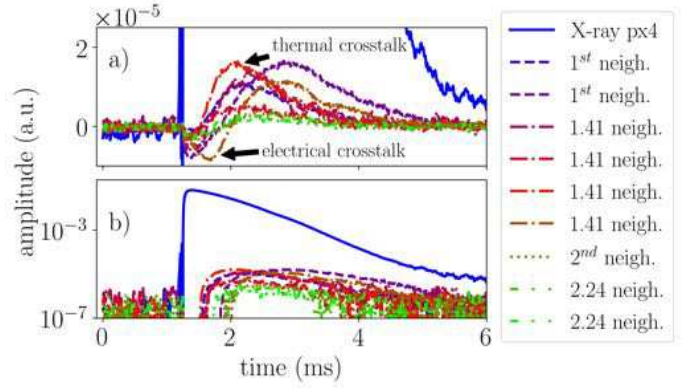 ×10⁻⁵
2
0
a)
thermal crosstalk
electrical crosstalk
amplitude (a.u.)
10⁻³
10⁻⁷
b)
0 2 4 6
time (ms)
X-ray px4
1ˢᵗ neigh.
1ˢᵗ neigh.
1.41 neigh.
1.41 neigh.
1.41 neigh.
1.41 neigh.
2ⁿᵈ neigh.
2.24 neigh.
2.24 neigh.